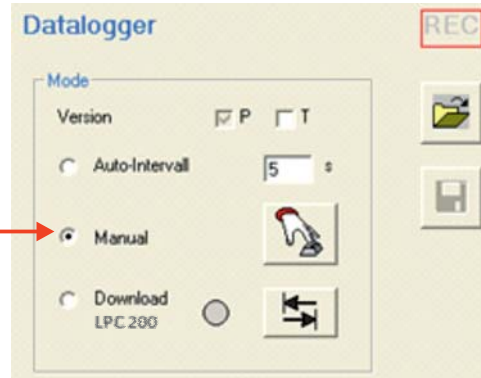 Datalogger
REC
Mode
Version P T
Auto-Intervall 5 s
Manual
Download
LPC 200